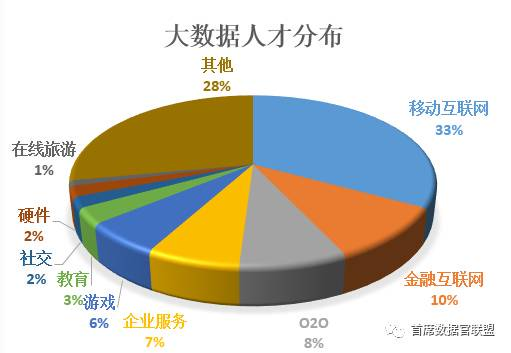 大数据人才分布
其他
28%
移动互联网
33%
在线旅游
1%
硬件
2%
社交
2%
教育
3%
游戏
6%
企业服务
7%
O2O
8%
金融互联网
10%
首席数据官联盟